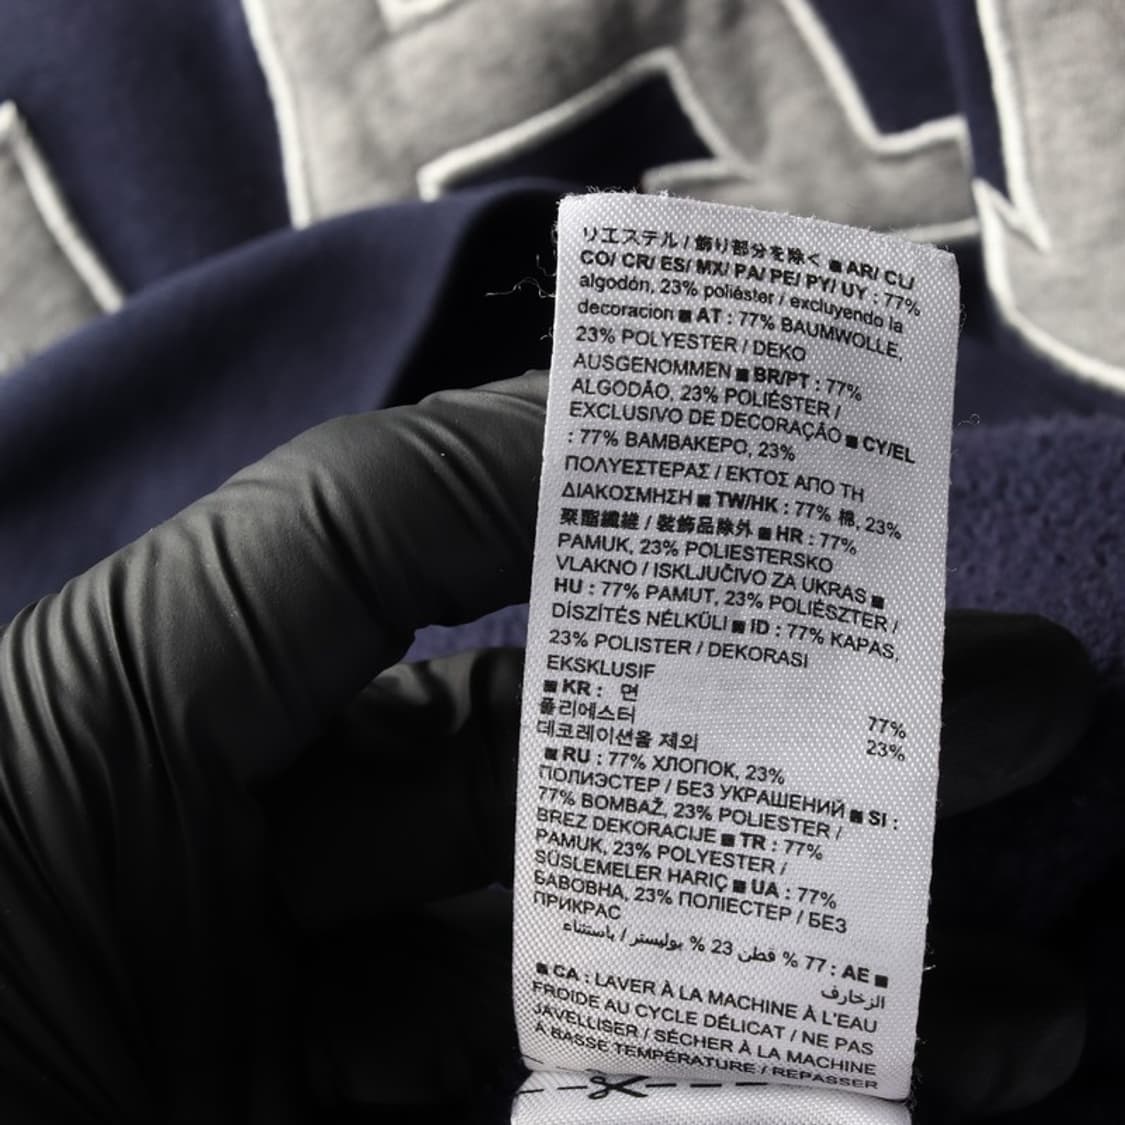 リエステル / 飾り部分を除く ■ AR/ CL/
CO/ CR/ ES/ MX/ PA/ PE/ PY/ UY : 77%
algodón, 23% poliéster / excluyendo la
decoracion ■ AT : 77% BAUMWOLLE,
23% POLYESTER / DEKO
AUSGENOMMEN ■ BR/PT : 77%
ALGODÃO, 23% POLIÉSTER /
EXCLUSIVO DE DECORAÇÃO ■ CY/EL
: 77% ΒΑΜΒΑΚΕΡΟ, 23%
ΠΟΛΥΕΣΤΕΡΑΣ / ΕΚΤΟΣ ΑΠΟ ΤΗ
ΔΙΑΚΟΣΜΗΣΗ ■ TW/HK : 77% 棉, 23%
聚酯纖維 / 裝飾品除外 ■ HR : 77%
PAMUK, 23% POLIESTERSKO
VLAKNO / ISKLJUČIVO ZA UKRAS ■
HU : 77% PAMUT, 23% POLIÉSZTER /
DÍSZÍTÉS NÉLKÜLI ■ ID : 77% KAPAS,
23% POLISTER / DEKORASI
EKSKLUSIF
■ KR : 면 77%
폴리에스터 23%
데코레이션을 제외
■ RU : 77% ХЛОПОК, 23%
ПОЛИЭСТЕР / БЕЗ УКРАШЕНИЙ ■ SI :
77% BOMBAŽ, 23% POLIESTER /
BREZ DEKORACIJE ■ TR : 77%
PAMUK, 23% POLYESTER /
SÜSLEMELER HARIÇ ■ UA : 77%
БАВОВНА, 23% ПОЛІЕСТЕР / БЕЗ
ПРИКРАС
■ AE : 77 % قطن 23 % بوليستر / باستثناء
الزخارف
■ CA : LAVER À LA MACHINE À L'EAU
FROIDE AU CYCLE DÉLICAT / NE PAS
JAVELLISER / SÉCHER À LA MACHINE
À BASSE TEMPÉRATURE / REPASSER